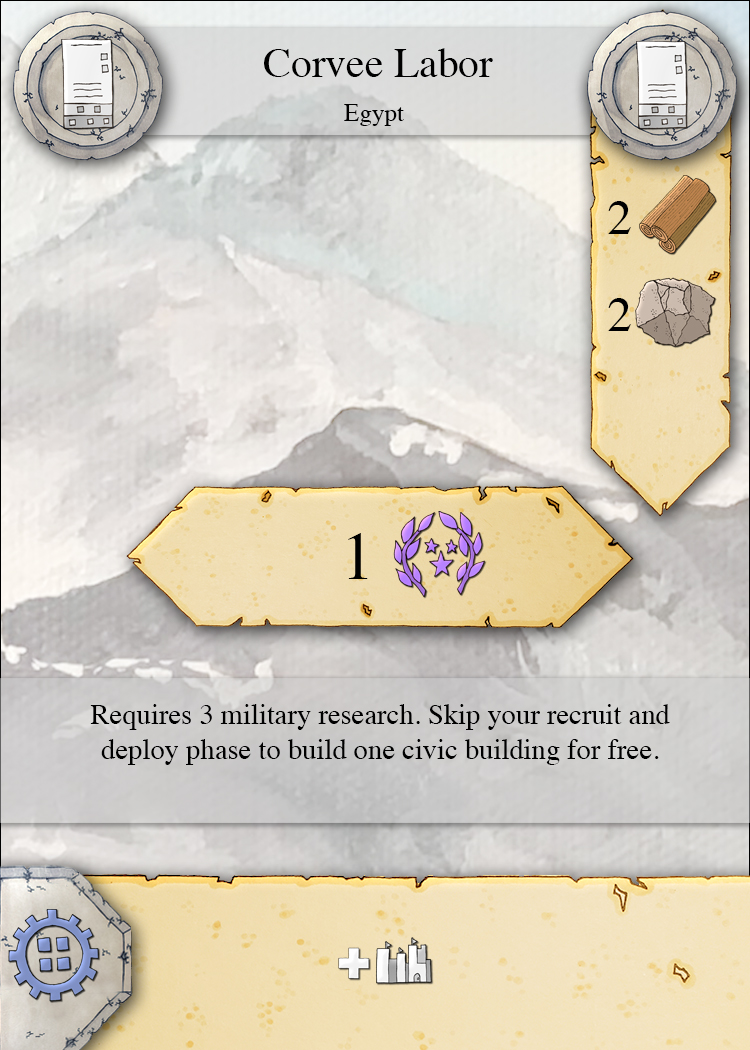 Corvee Labor
Egypt
2
2
1
Requires 3 military research. Skip your recruit and
deploy phase to build one civic building for free.